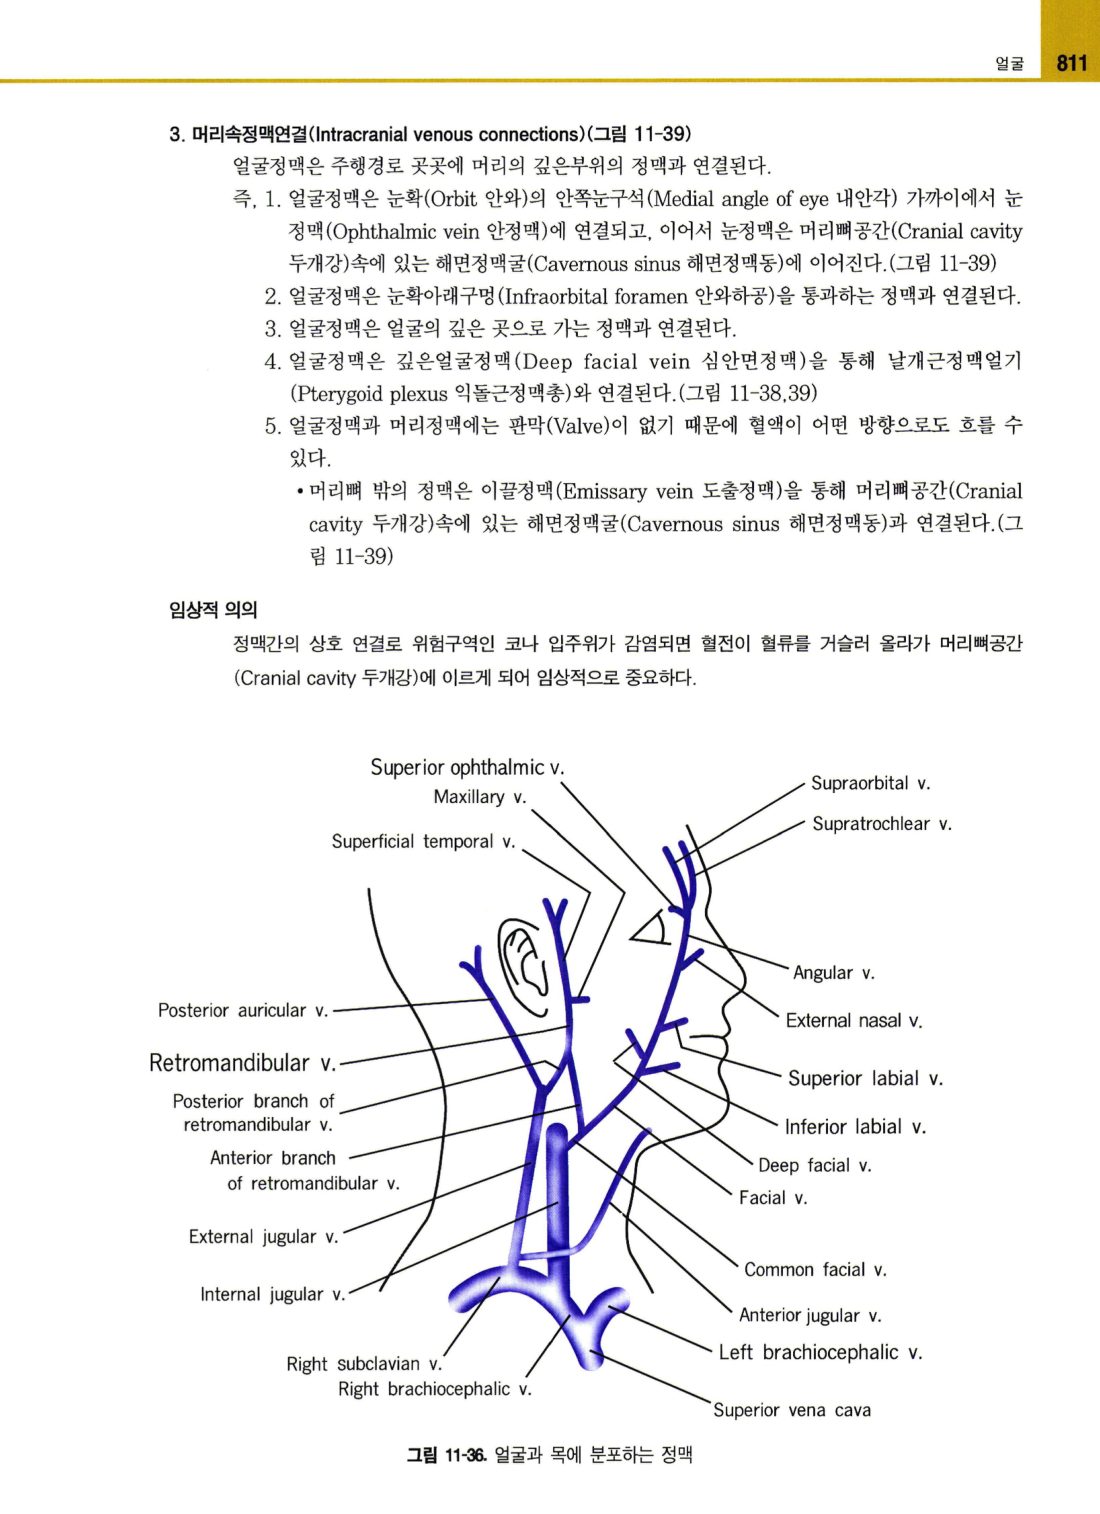 얼굴 811
3. 머리속정맥연결(Intracranial venous connections)(그림 11-39)
얼굴정맥은 주행경로 곳곳에 머리의 깊은부위의 정맥과 연결된다.
즉, 1. 얼굴정맥은 눈확(Orbit 안와)의 안쪽눈구석(Medial angle of eye 내안각) 가까이에서 눈
정맥(Ophthalmic vein 안정맥)에 연결되고, 이어서 눈정맥은 머리뼈공간(Cranial cavity
두개강)속에 있는 해면정맥굴(Cavernous sinus 해면정맥동)에 이어진다.(그림 11-39)
2. 얼굴정맥은 눈확아래구멍(Infraorbital foramen 안와하공)을 통과하는 정맥과 연결된다.
3. 얼굴정맥은 얼굴의 깊은 곳으로 가는 정맥과 연결된다.
4. 얼굴정맥은 깊은얼굴정맥(Deep facial vein 심안면정맥)을 통해 날개근정맥얼기
(Pterygoid plexus 익돌근정맥총)와 연결된다.(그림 11-38,39)
5. 얼굴정맥과 머리정맥에는 판막(Valve)이 없기 때문에 혈액이 어떤 방향으로도 흐를 수
있다.
• 머리뼈 밖의 정맥은 이끌정맥(Emissary vein 도출정맥)을 통해 머리뼈공간(Cranial
cavity 두개강)속에 있는 해면정맥굴(Cavernous sinus 해면정맥동)과 연결된다.(그
림 11-39)
임상적 의의
정맥간의 상호 연결로 위험구역인 코나 입주위가 감염되면 혈전이 혈류를 거슬러 올라가 머리뼈공간
(Cranial cavity 두개강)에 이르게 되어 임상적으로 중요하다.
Superior ophthalmic v.
Maxillary v.
Superficial temporal v.
Supraorbital v.
Supratrochlear v.
Angular v.
External nasal v.
Superior labial v.
Inferior labial v.
Deep facial v.
Facial v.
Common facial v.
Anterior jugular v.
Left brachiocephalic v.
Superior vena cava
Posterior auricular v.
Retromandibular v.
Posterior branch of
retromandibular v.
Anterior branch
of retromandibular v.
External jugular v.
Internal jugular v.
Right subclavian v.
Right brachiocephalic v.
그림 11-36. 얼굴과 목에 분포하는 정맥